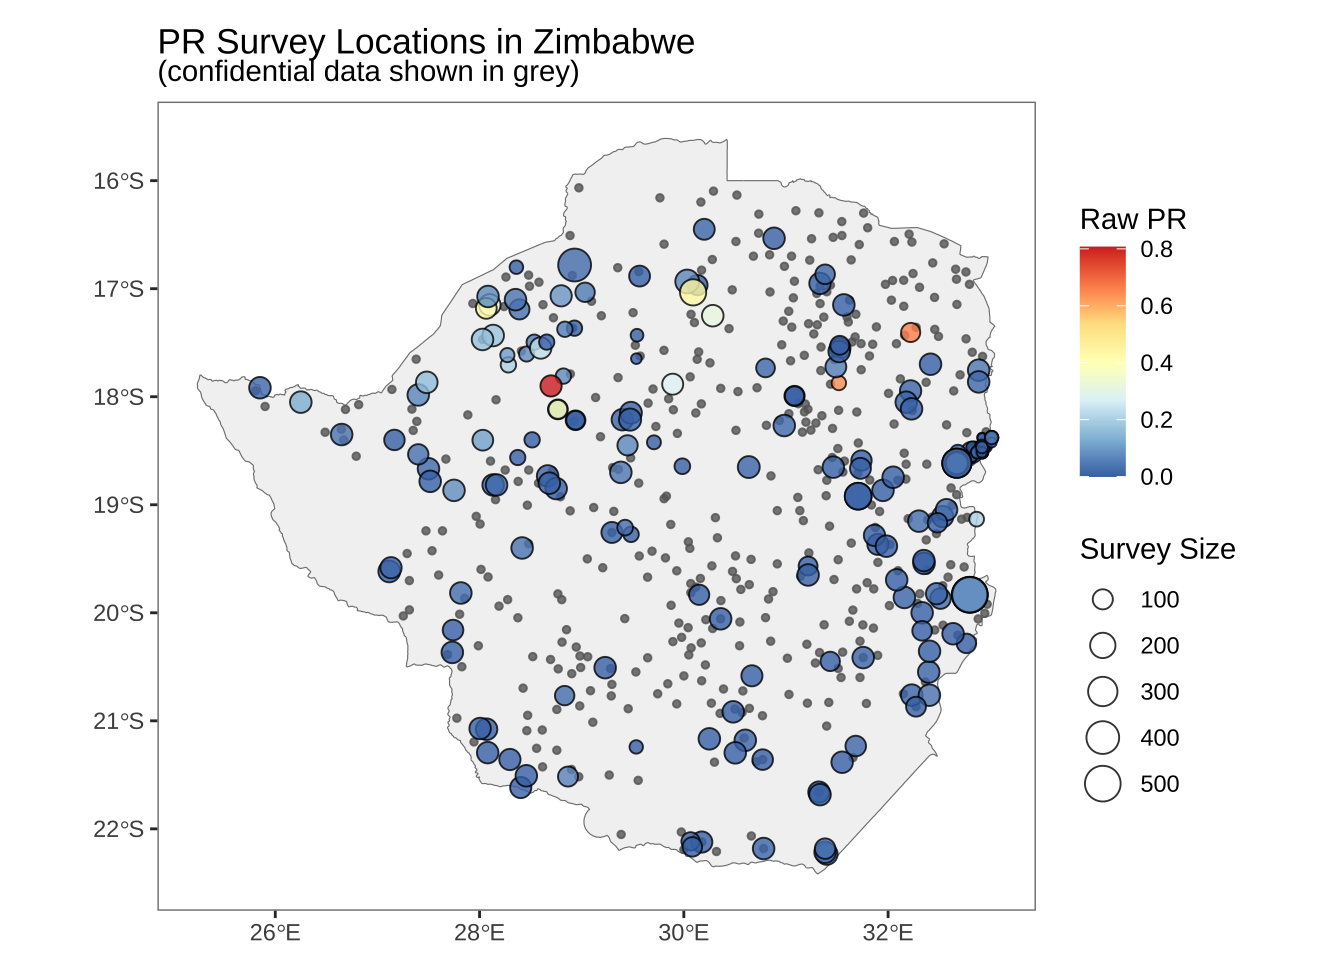 PR Survey Locations in Zimbabwe
(confidential data shown in grey)
16°S
17°S
18°S
19°S
20°S
21°S
22°S
26°E
28°E
30°E
32°E
Raw PR
0.8
0.6
0.4
0.2
0.0
Survey Size
100
200
300
400
500